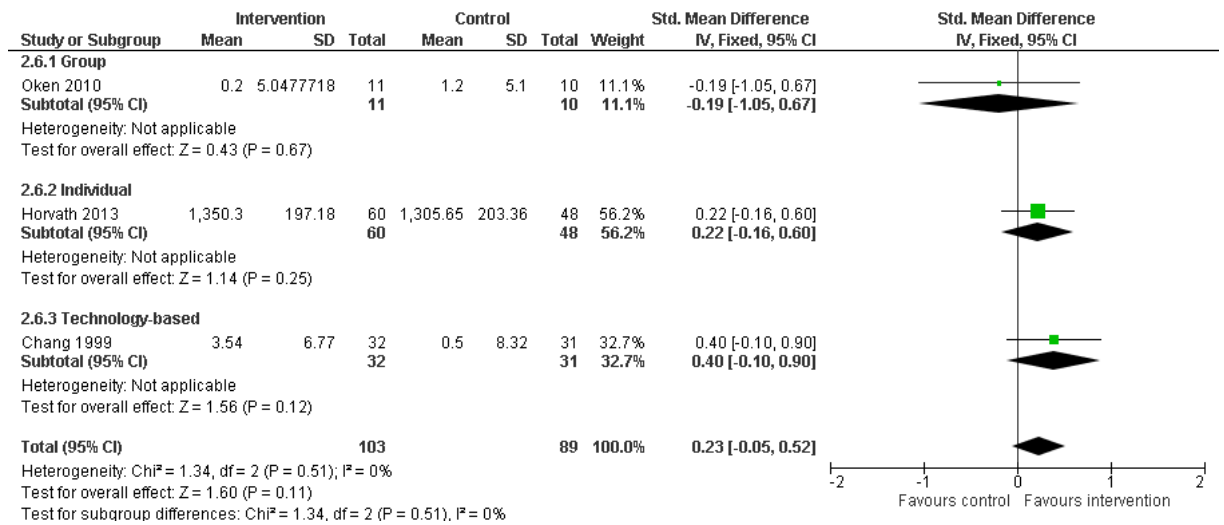 Intervention Control Std. Mean Difference Std. Mean Difference
Study or Subgroup Mean SD Total Mean SD Total Weight IV, Fixed, 95% CI IV, Fixed, 95% CI
2.6.1 Group
Oken 2010 0.2 5.0477718 11 1.2 5.1 10 11.1% -0.19 [-1.05, 0.67]
Subtotal (95% CI) 11 10 11.1% -0.19 [-1.05, 0.67]
Heterogeneity: Not applicable
Test for overall effect: Z = 0.43 (P = 0.67)
2.6.2 Individual
Horvath 2013 1,350.3 197.18 60 1,305.65 203.36 48 56.2% 0.22 [-0.16, 0.60]
Subtotal (95% CI) 60 48 56.2% 0.22 [-0.16, 0.60]
Heterogeneity: Not applicable
Test for overall effect: Z = 1.14 (P = 0.25)
2.6.3 Technology-based
Chang 1999 3.54 6.77 32 0.5 8.32 31 32.7% 0.40 [-0.10, 0.90]
Subtotal (95% CI) 32 31 32.7% 0.40 [-0.10, 0.90]
Heterogeneity: Not applicable
Test for overall effect: Z = 1.56 (P = 0.12)
Total (95% CI) 103 89 100.0% 0.23 [-0.05, 0.52]
Heterogeneity: Chi² = 1.34, df = 2 (P = 0.51); I² = 0%
Test for overall effect: Z = 1.60 (P = 0.11)
Test for subgroup differences: Chi² = 1.34, df = 2 (P = 0.51), I² = 0%
-2 -1 0 1 2
Favours control Favours intervention